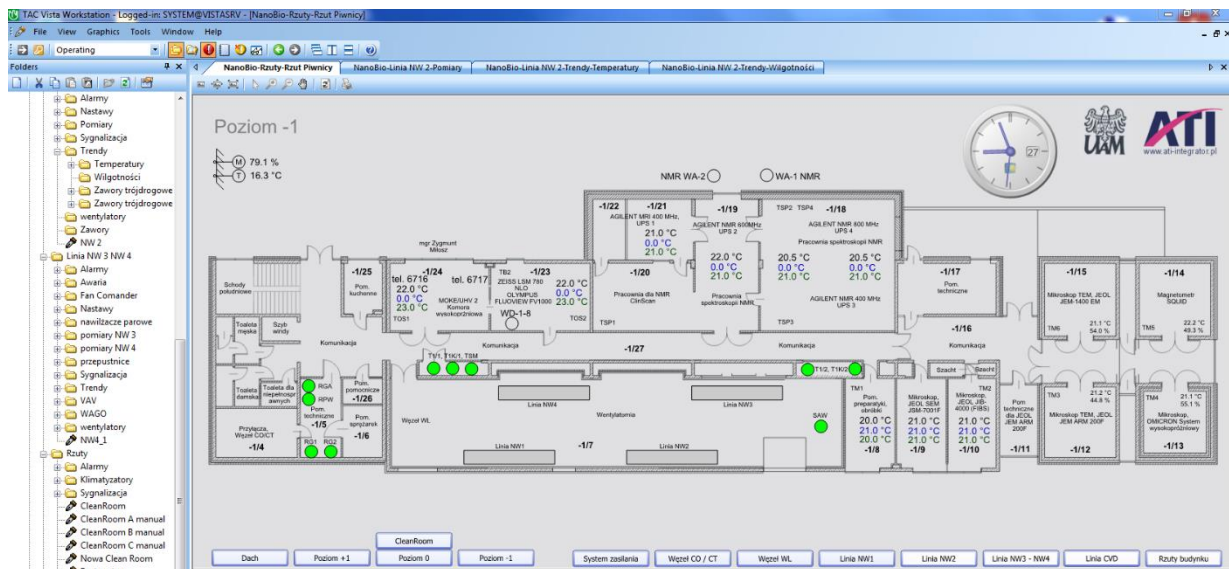 TAC Vista Workstation - Logged-in: SYSTEM@VISTASRV - [NanoBio-Rzuty-Rzut Piwnicy]
File View Graphics Tools Window Help
Operating
Folders
NanoBio-Rzuty-Rzut Piwnicy
NanoBio-Linia NW 2-Pomiary
NanoBio-Linia NW 2-Trendy-Temperatury
NanoBio-Linia NW 2-Trendy-Wilgotności
Alarmy
Nastawy
Pomiary
Sygnalizacja
Trendy
Temperatury
Wilgotności
Zawory trójdrogowe
Zawory trójdrogowe
wentylatory
Zawory
NW 2
Linia NW 3 NW 4
Alarmy
Awaria
Fan Comander
Nastawy
nawilżacze parowe
pomiary NW 3
pomiary NW 4
przepustnice
Sygnalizacja
Trendy
VAV
WAGO
wentylatory
NW4_1
Rzuty
Alarmy
Klimatyzatory
Sygnalizacja
CleanRoom
CleanRoom A manual
CleanRoom B manual
CleanRoom C manual
Nowa Clean Room
Poziom -1
M 79.1 %
T 16.3 °C
27
UAM
ATI
www.ati-integrator.pl
NMR WA-2
WA-1 NMR
-1/22
-1/21
AGILENT MRI 400 MHz,
UPS 1
21.0 °C
0.0 °C
21.0 °C
-1/19
AGILENT NMR 600MHz
UPS 2
22.0 °C
0.0 °C
21.0 °C
Pracownia
spektroskopii NMR
TSP2 TSP4 -1/18
AGILENT NMR 800 MHz
UPS 4
Pracownie spektroskopii NMR
20.5 °C
0.0 °C
21.0 °C
20.5 °C
0.0 °C
21.0 °C
AGILENT NMR 400 MHz
UPS 3
TSP3
-1/20
Pracownia dla NMR
ClinScan
TSP1
mgr Zygmunt
Miłosz
Schody
południowe
-1/25
Pom.
kuchenne
-1/24
tel. 6716
tel. 6717
22.0 °C
0.0 °C
23.0 °C
MOKE/UHV 2
Komura
wysokopróżniowa
TOS1
TB2
-1/23
ZEISS LSM 780
NLO
OLYMPUS
FLUOVIEW FV1000
WD-1-8
22.0 °C
0.0 °C
23.0 °C
TOS2
-1/17
Pom.
techniczne
-1/16
-1/15
Mikroskop TEM, JEOL
JEM-1400 EM
TM6
21.1 °C
54.0 %
-1/14
Magnetometr
SQUID
TM5
22.2 °C
49.3 %
Toaleta
męska
Szyb
windy
Komunikacja
Komunikacja
-1/27
Komunikacja
Komunikacja
T1/1, T1K/1, TSM
T1/2, T1K/2
Szacht
Szacht
Toaleta
damska
Toaleta dla
niepełnospr
awnych
RGA
RPW
Pom.
techniczne
-1/5
RG1 RG2
Pom.
pomocnicze
-1/26
Pom.
sprężarek
-1/6
Przyłącza,
Węzeł CO/CT
-1/4
Węzeł WL
Linia NW4
Linia NW3
Wentylatornia
Linia NW1
-1/7
Linia NW2
SAW
TM1
Pom.
preparatyki,
obróbki
20.0 °C
21.0 °C
20.0 °C
-1/8
Mikroskop,
JEOL SEM
JSM-7001F
21.0 °C
21.0 °C
21.0 °C
-1/9
TM2
Mikroskop,
JEOL JIB-
4000 (FIBS)
21.0 °C
21.0 °C
21.0 °C
-1/10
Pom
techniczne
dla JEOL
JEM ARM
200F
-1/11
TM3
21.2 °C
44.8 %
Mikroskop TEM, JEOL
JEM ARM 200F
-1/12
TM4
21.1 °C
55.1 %
Mikroskop,
OMICRON System
wysokopróżniowy
-1/13
CleanRoom
Dach
Poziom +1
Poziom 0
Poziom -1
System zasilania
Węzeł CO / CT
Węzeł WL
Linia NW1
Linia NW2
Linia NW3 - NW4
Linia CVD
Rzuty budynku